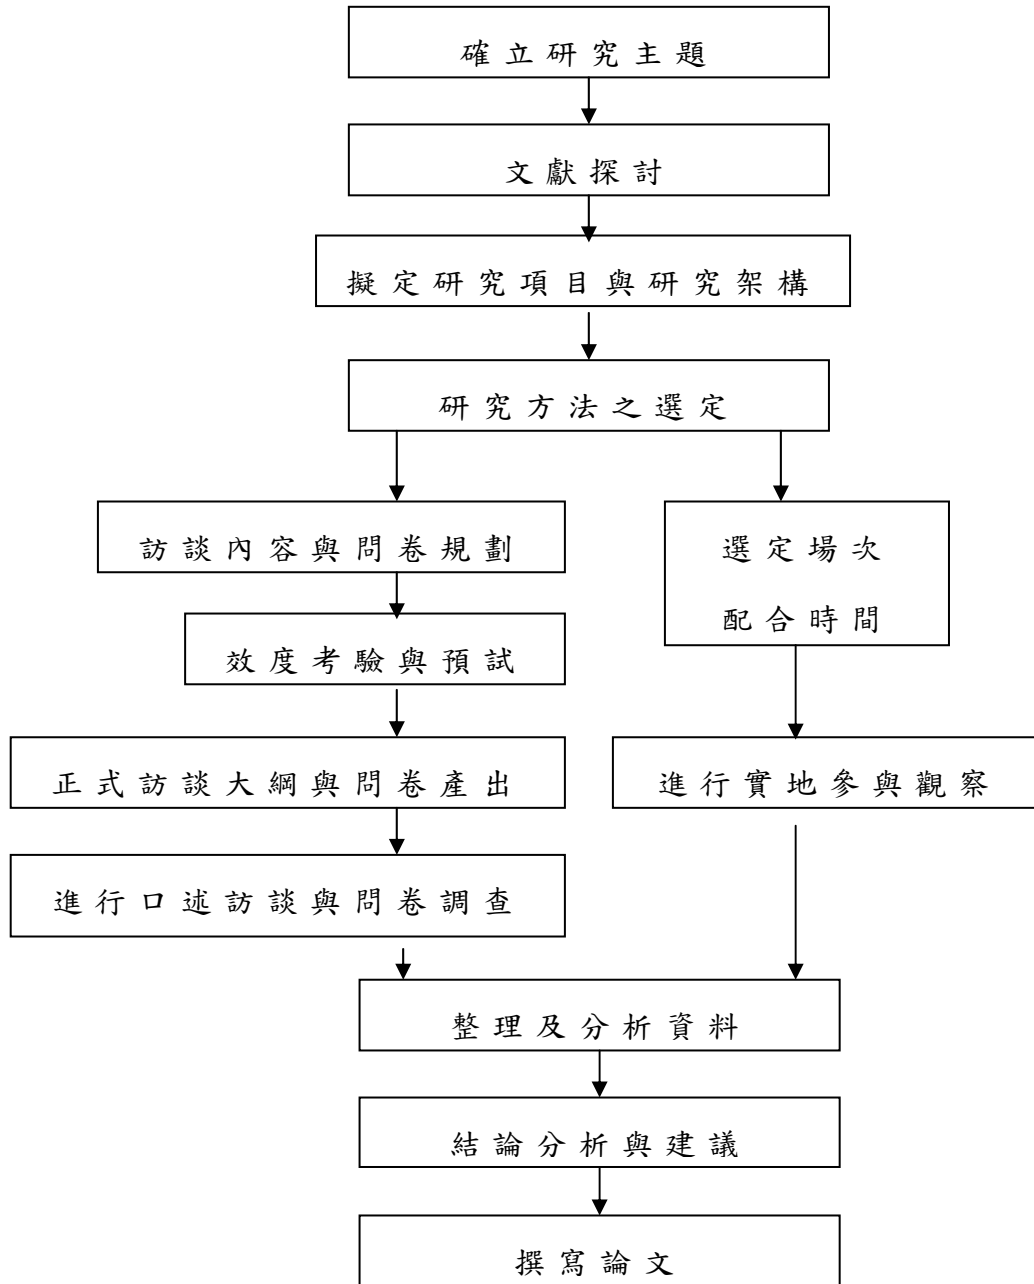 確立研究主題
文獻探討
擬定研究項目與研究架構
研究方法之選定
訪談內容與問卷規劃
效度考驗與預試
正式訪談大綱與問卷產出
進行口述訪談與問卷調查
選定場次
配合時間
進行實地參與觀察
整理及分析資料
結論分析與建議
撰寫論文